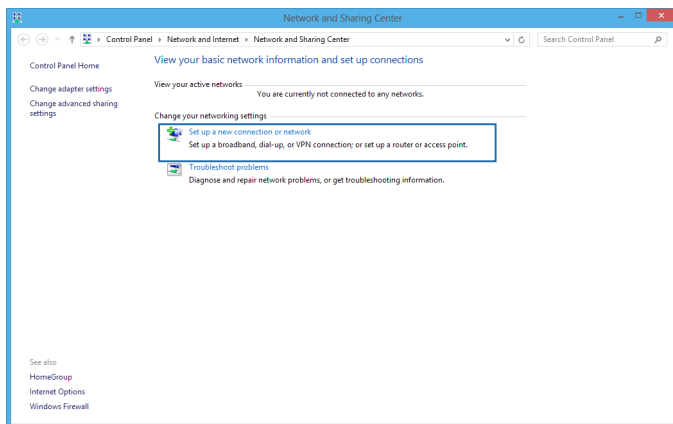 Network and Sharing Center
Control Panel ▸ Network and Internet ▸ Network and Sharing Center
Search Control Panel
Control Panel Home
Change adapter settings
Change advanced sharing
settings
View your basic network information and set up connections
View your active networks
You are currently not connected to any networks.
Change your networking settings
Set up a new connection or network
Set up a broadband, dial-up, or VPN connection; or set up a router or access point.
Troubleshoot problems
Diagnose and repair network problems, or get troubleshooting information.
See also
HomeGroup
Internet Options
Windows Firewall